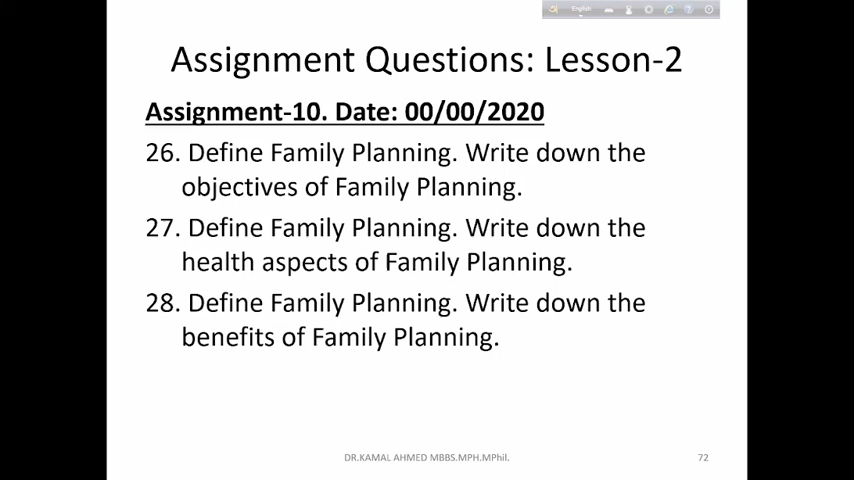 English
Assignment Questions: Lesson-2
Assignment-10. Date: 00/00/2020
26. Define Family Planning. Write down the
objectives of Family Planning.
27. Define Family Planning. Write down the
health aspects of Family Planning.
28. Define Family Planning. Write down the
benefits of Family Planning.
DR.KAMAL AHMED MBBS.MPH.MPhil.
72